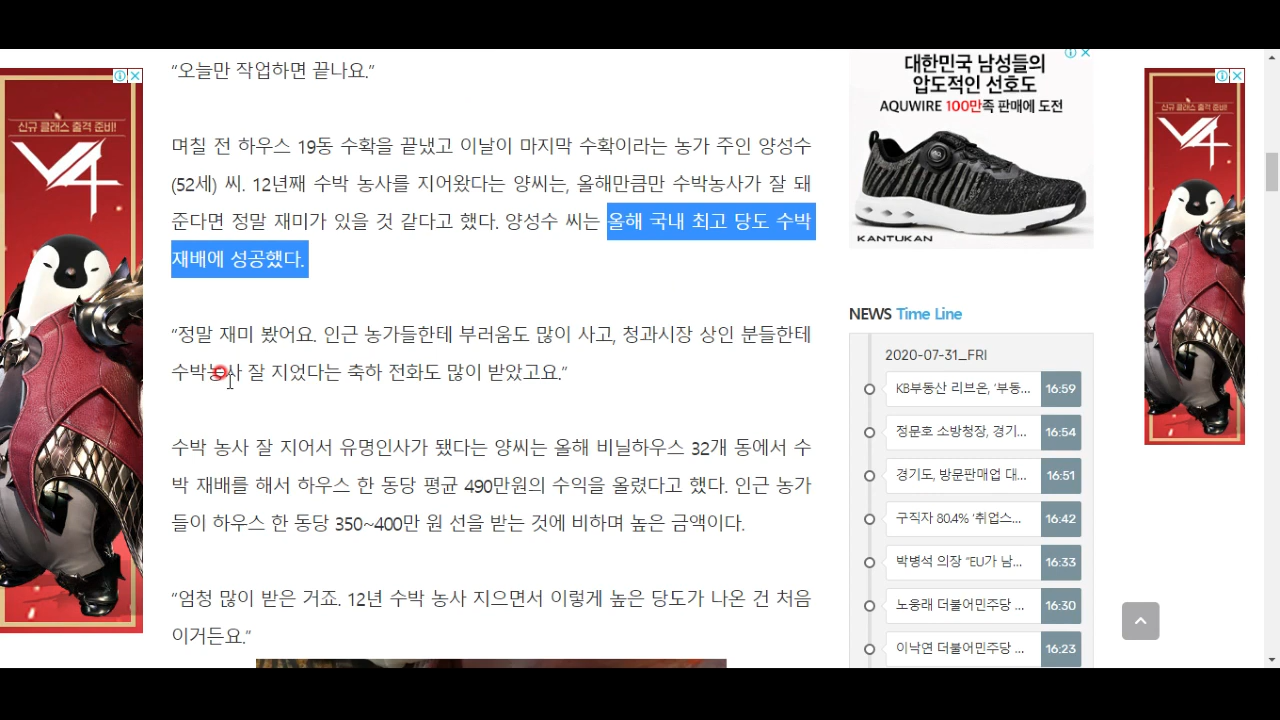 “오늘만 작업하면 끝나요.”
며칠 전 하우스 19동 수확을 끝냈고 이날이 마지막 수확이라는 농가 주인 양성수
(52세) 씨. 12년째 수박 농사를 지어왔다는 양씨는, 올해만큼만 수박농사가 잘 돼
준다면 정말 재미가 있을 것 같다고 했다. 양성수 씨는 올해 국내 최고 당도 수박
재배에 성공했다.
“정말 재미 봤어요. 인근 농가들한테 부러움도 많이 사고, 청과시장 상인 분들한테
수박농사 잘 지었다는 축하 전화도 많이 받았고요.”
수박 농사 잘 지어서 유명인사가 됐다는 양씨는 올해 비닐하우스 32개 동에서 수
박 재배를 해서 하우스 한 동당 평균 490만원의 수익을 올렸다고 했다. 인근 농가
들이 하우스 한 동당 350~400만 원 선을 받는 것에 비하며 높은 금액이다.
“엄청 많이 받은 거죠. 12년 수박 농사 지으면서 이렇게 높은 당도가 나온 건 처음
이거든요.”
신규 클래스 출격 준비!
V4
대한민국 남성들의
압도적인 선호도
AQUWIRE 100만족 판매에 도전
KANTUKAN
NEWS Time Line
2020-07-31_FRI
KB부동산 리브온, ‘부동... 16:59
정문호 소방청장, 경기... 16:54
경기도, 방문판매업 대... 16:51
구직자 80.4% ‘취업스... 16:42
박병석 의장 “EU가 남... 16:33
노웅래 더불어민주당 ... 16:30
이낙연 더불어민주당 ... 16:23
신규 클래스 출격 준비!
V4